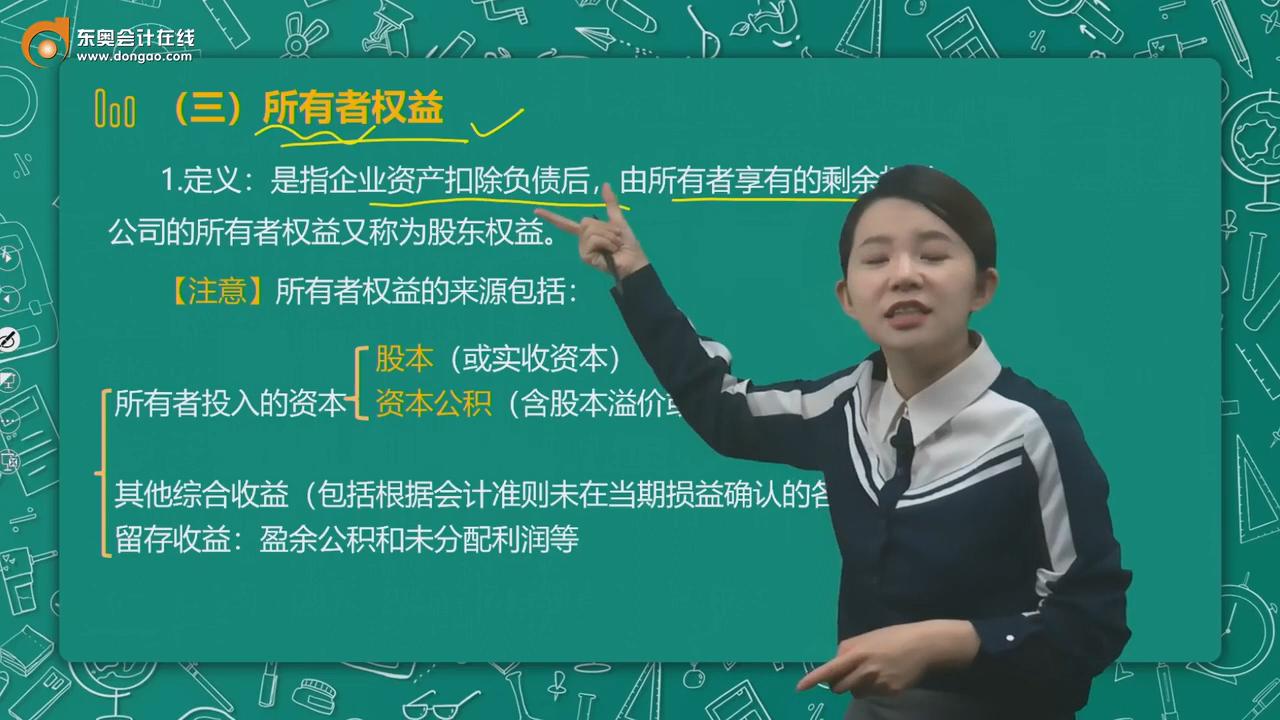 东奥会计在线
www.dongao.com
（三）所有者权益
1.定义：是指企业资产扣除负债后，由所有者享有的剩余
公司的所有者权益又称为股东权益。
【注意】所有者权益的来源包括：
股本（或实收资本）
所有者投入的资本
资本公积（含股本溢价或
其他综合收益（包括根据会计准则未在当期损益确认的各
留存收益：盈余公积和未分配利润等